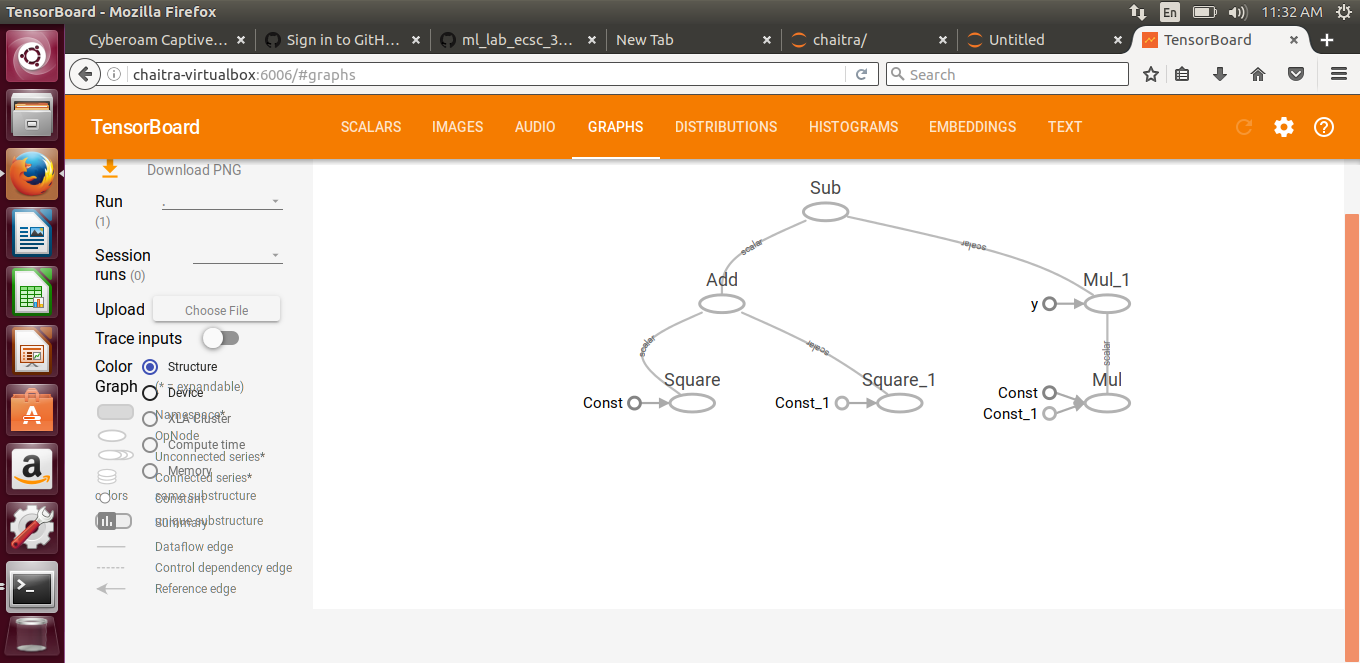 TensorBoard - Mozilla Firefox
En
11:32 AM
Cyberoam Captive...
Sign in to GitH...
ml_lab_ecsc_3...
New Tab
chaitra/
Untitled
TensorBoard
chaitra-virtualbox:6006/#graphs
Search
TensorBoard
SCALARS
IMAGES
AUDIO
GRAPHS
DISTRIBUTIONS
HISTOGRAMS
EMBEDDINGS
TEXT
Download PNG
Run
(1)
.
Session
runs (0)
Upload
Choose File
Trace inputs
Color
Graph
Structure
(* = expandable)
Device
Namespace*
XLA Cluster
OpNode
Compute time
Unconnected series*
Memory
Connected series*
colors
same substructure
Constant
unique substructure
Summary
Dataflow edge
Control dependency edge
Reference edge
Sub
scalar
scalar
Add
Mul_1
y
scalar
scalar
scalar
Square
Square_1
Mul
Const
Const_1
Const
Const_1